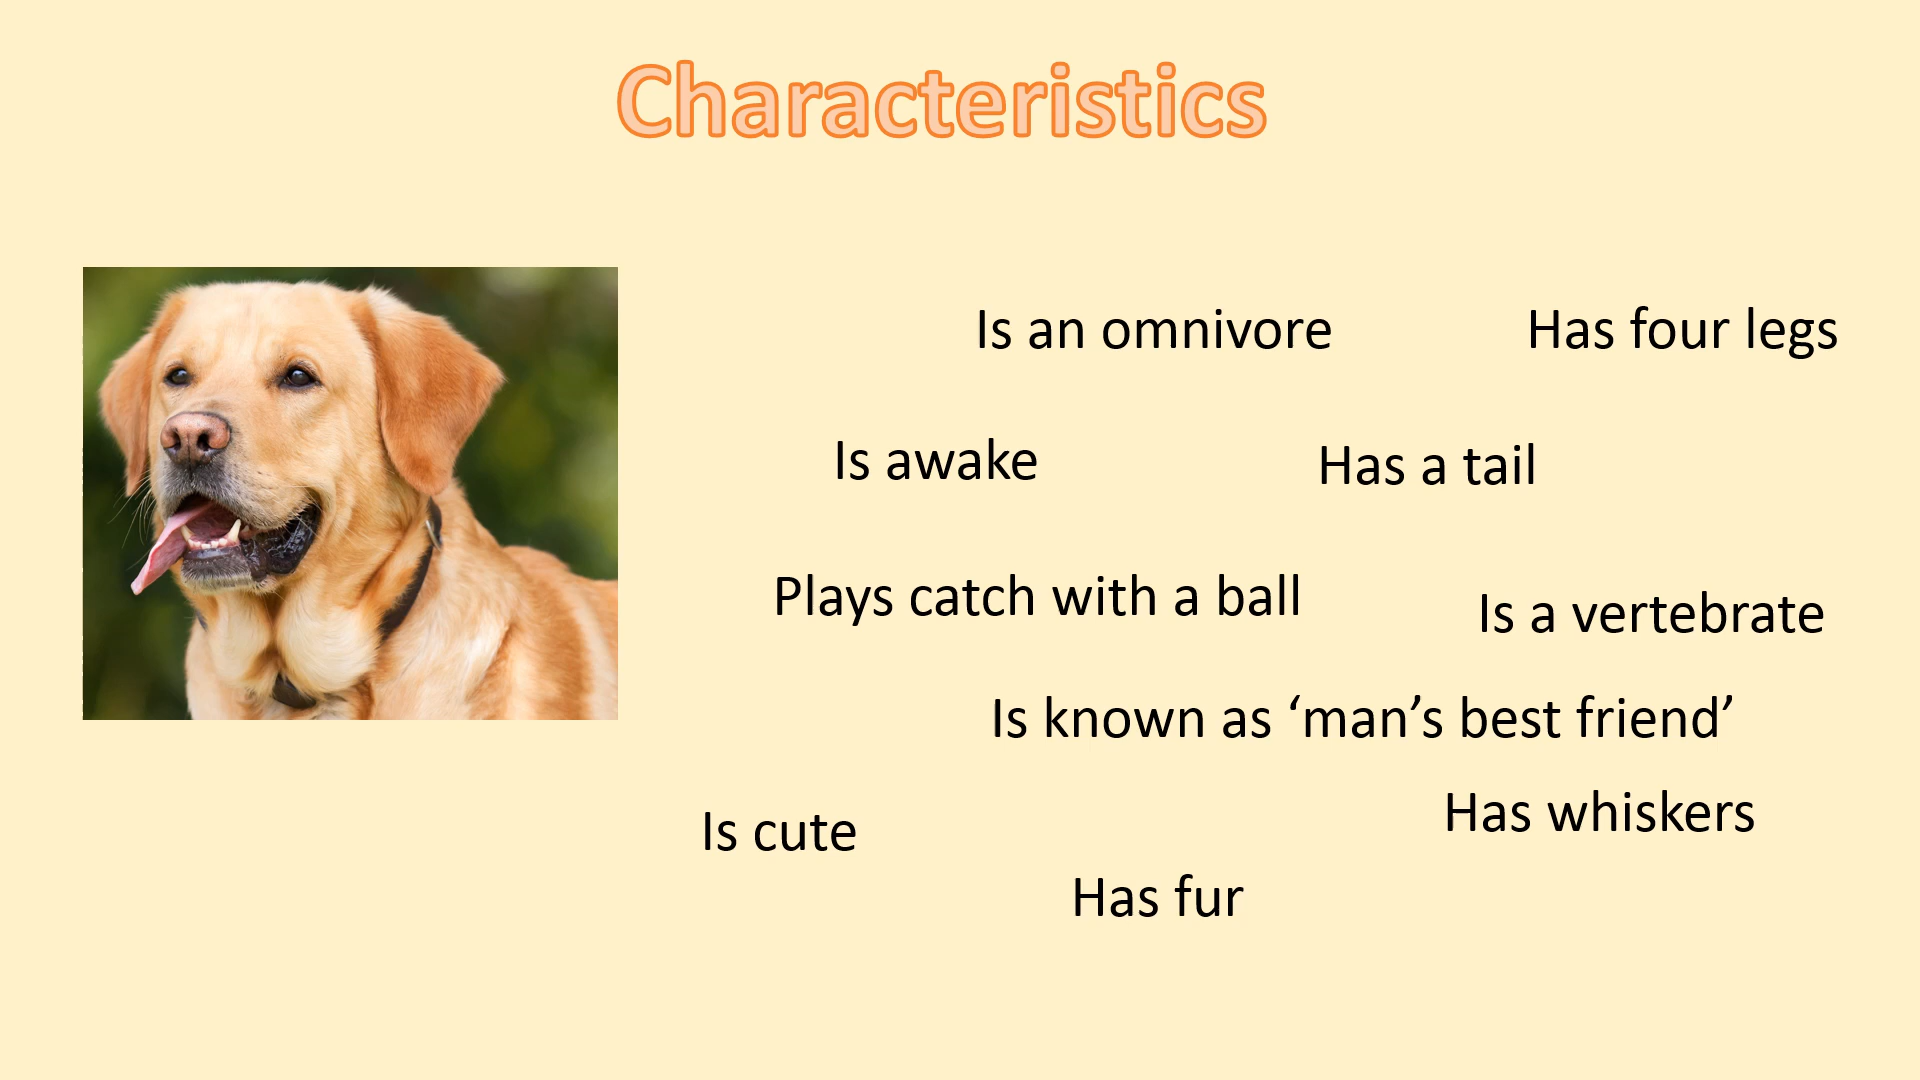 Characteristics
Is an omnivore
Has four legs
Is awake
Has a tail
Plays catch with a ball
Is a vertebrate
Is known as ‘man’s best friend’
Has whiskers
Is cute
Has fur